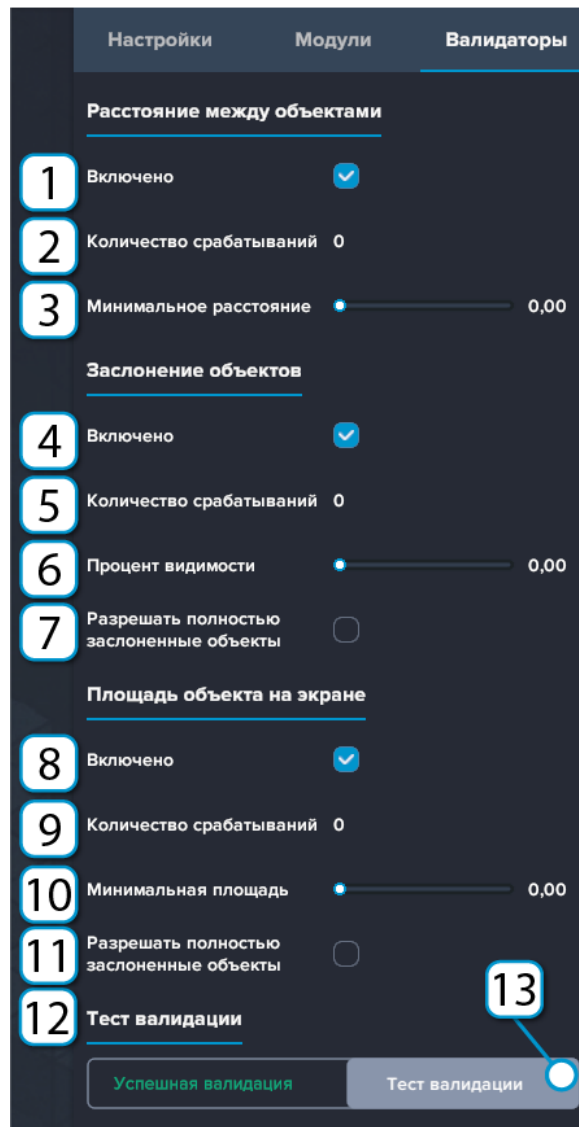 Настройки Модули Валидаторы
Расстояние между объектами
1 Включено
2 Количество срабатываний 0
3 Минимальное расстояние 0,00
Заслонение объектов
4 Включено
5 Количество срабатываний 0
6 Процент видимости 0,00
7 Разрешать полностью
заслоненные объекты
Площадь объекта на экране
8 Включено
9 Количество срабатываний 0
10 Минимальная площадь 0,00
11 Разрешать полностью
заслоненные объекты
13
12 Тест валидации
Успешная валидация Тест валидации